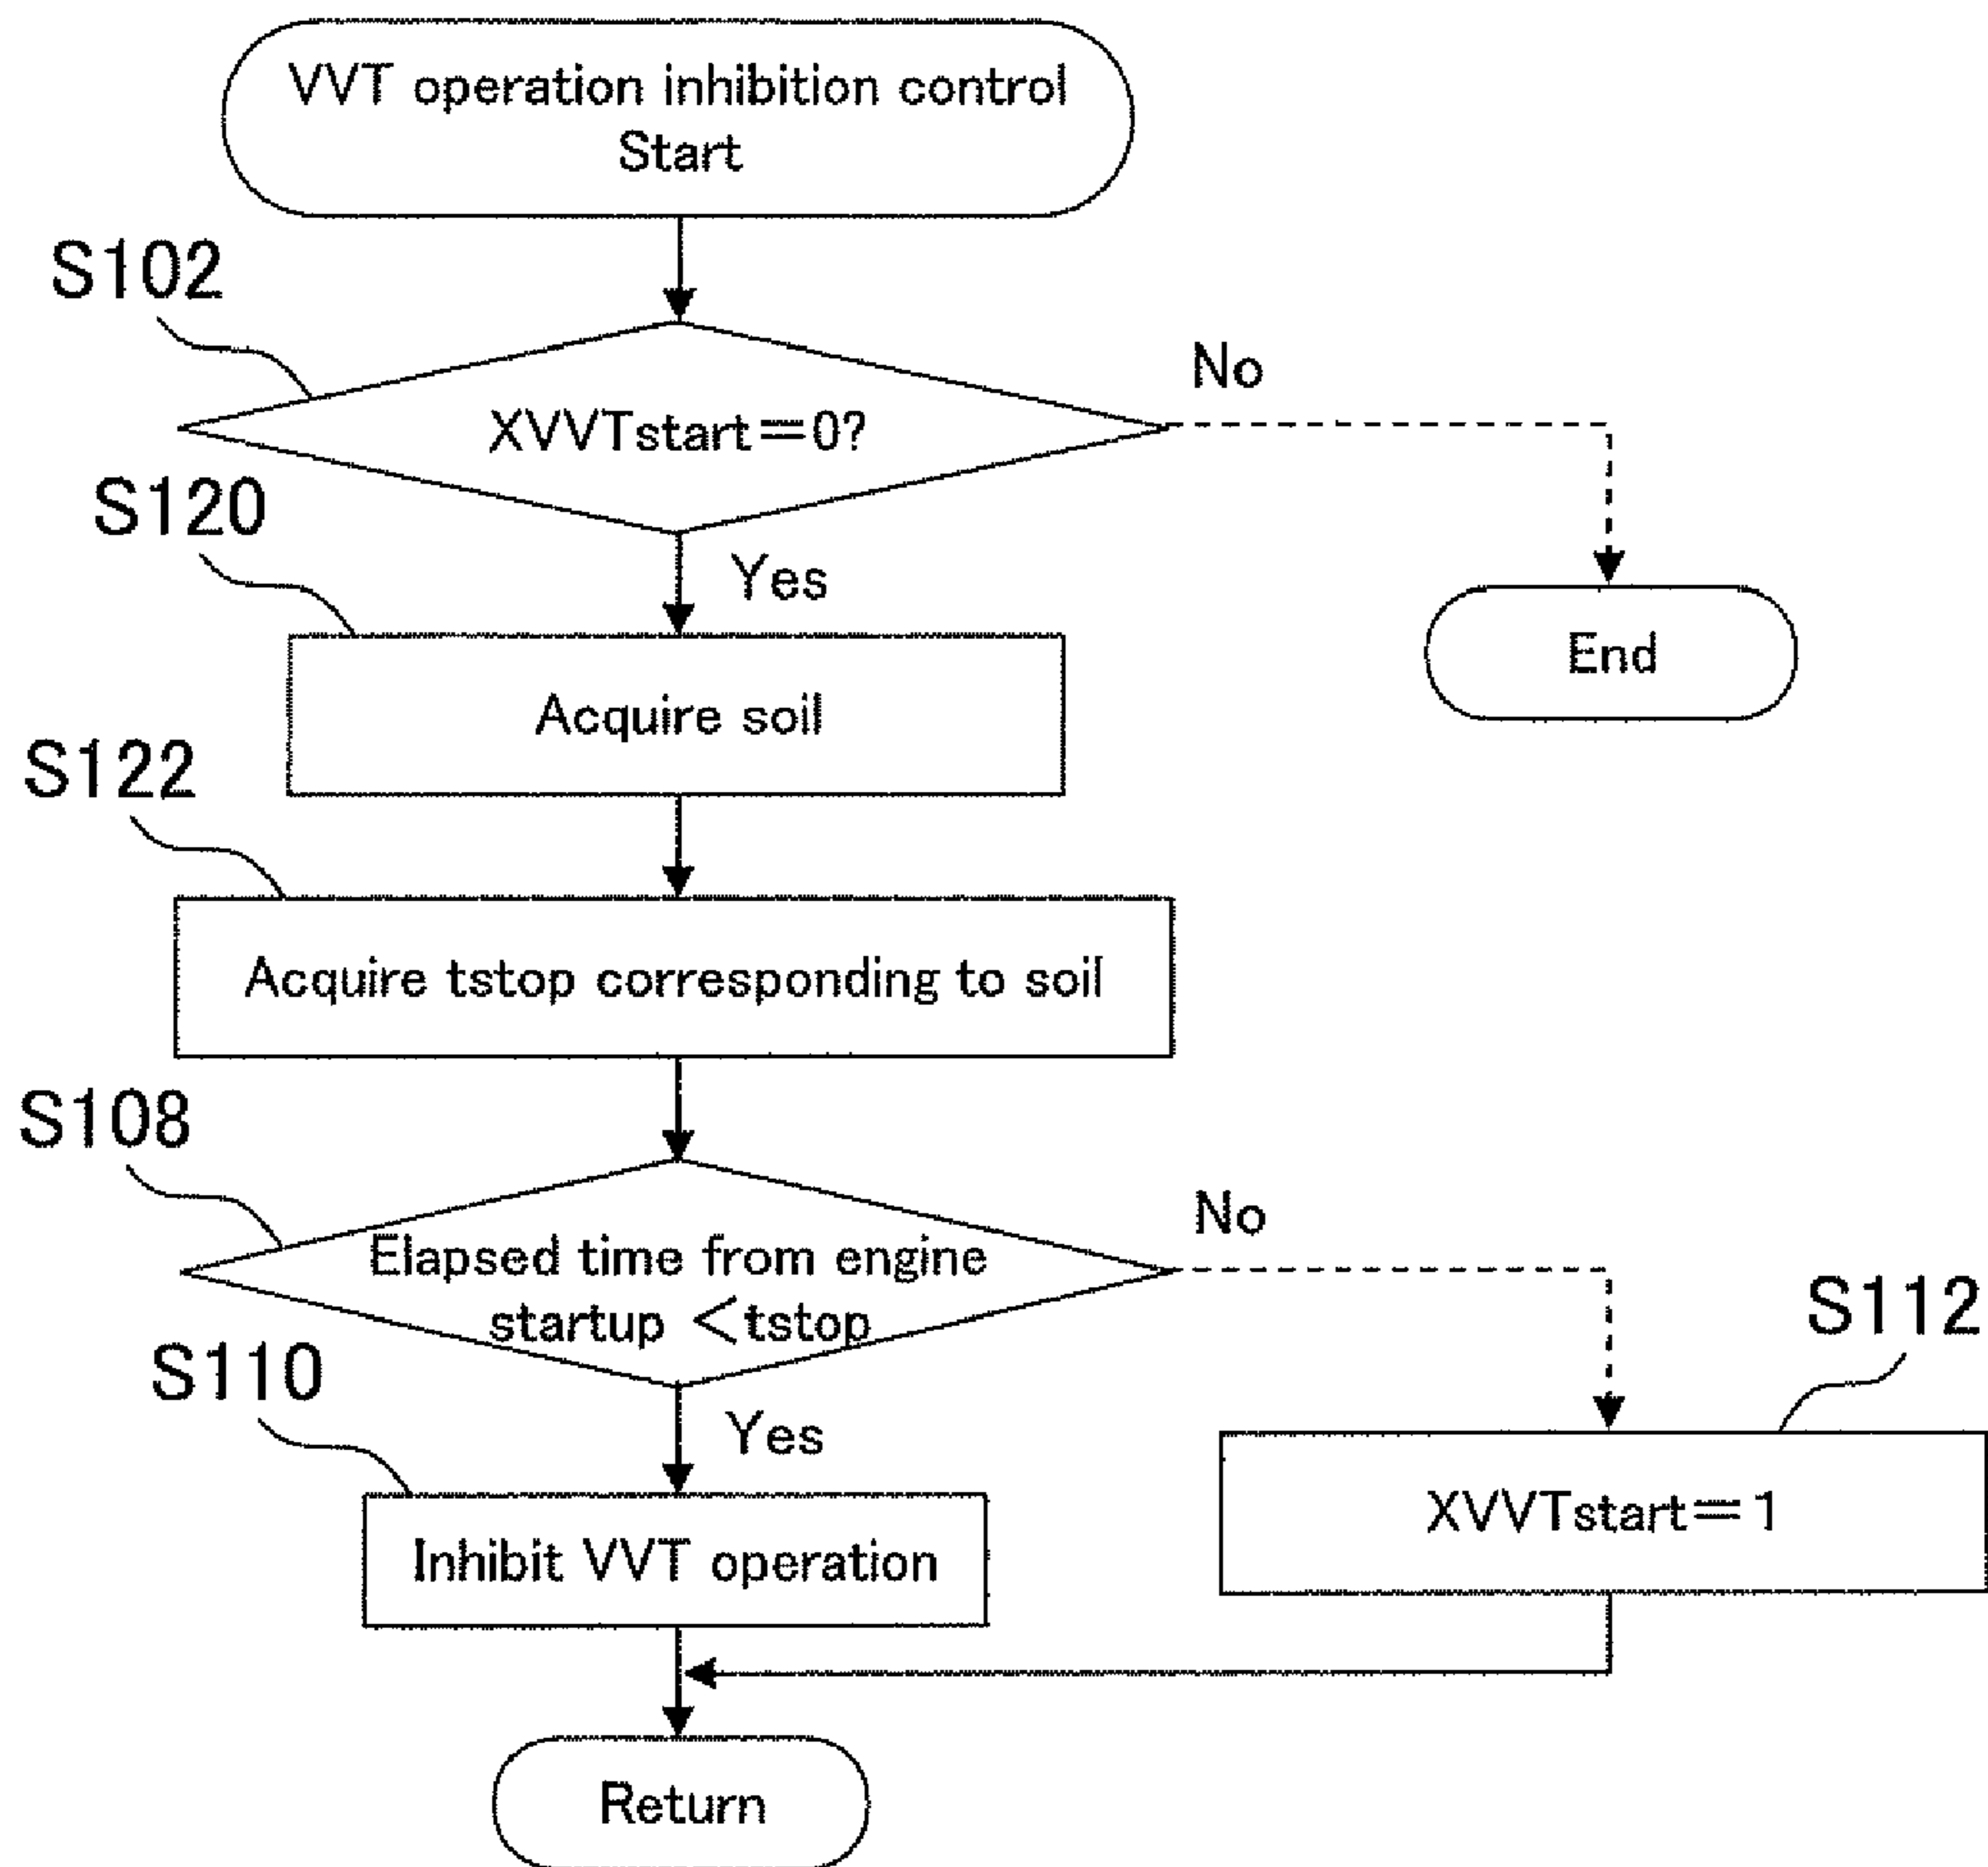 VVT operation inhibition control
Start
S102
XVVTstart＝0?
No
S120
Yes
End
Acquire soil
S122
Acquire tstop corresponding to soil
S108
Elapsed time from engine
startup ＜tstop
No
S112
S110
Yes
XVVTstart＝1
Inhibit VVT operation
Return